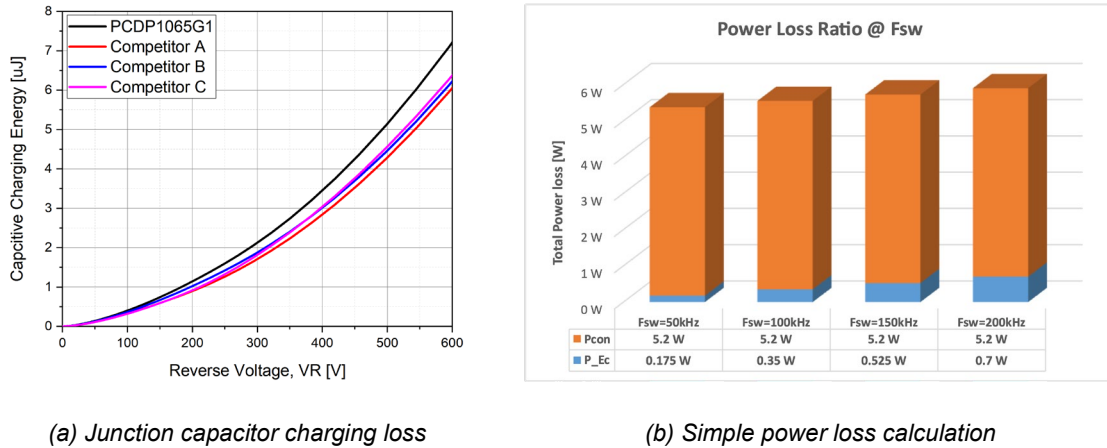 (a)
PCDP1065G1
Competitor A
Competitor B
Competitor C
Capcitive Charging Energy [uJ]
8
7
6
5
4
3
2
1
0
0 100 200 300 400 500 600
Reverse Voltage, VR [V]
(a) Junction capacitor charging loss
(b)
Power Loss Ratio @ Fsw
Total Power loss [W]
6 W
5 W
4 W
3 W
2 W
1 W
0 W
Fsw=50kHz Fsw=100kHz Fsw=150kHz Fsw=200kHz
Pcon 5.2 W 5.2 W 5.2 W 5.2 W
P_Ec 0.175 W 0.35 W 0.525 W 0.7 W
(b) Simple power loss calculation